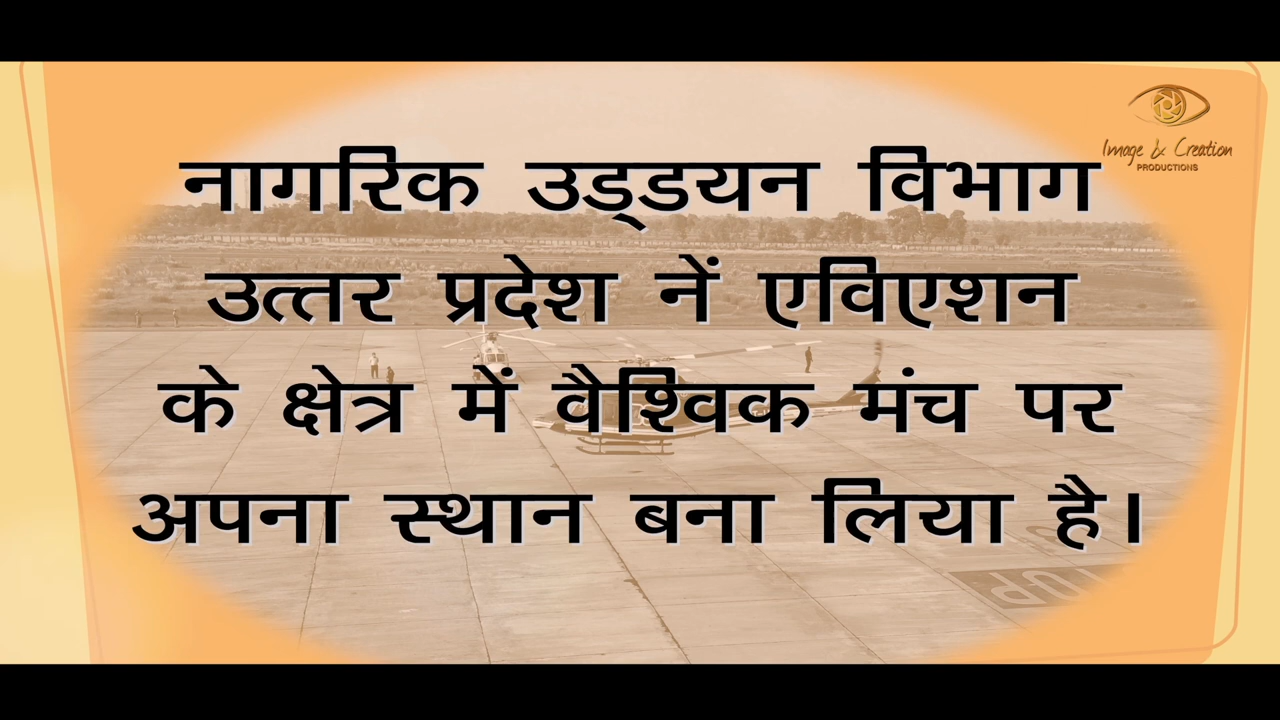 Image & Creation
PRODUCTIONS
नागरिक उड्डयन विभाग
उत्तर प्रदेश नें एविएशन
के क्षेत्र में वैश्विक मंच पर
अपना स्थान बना लिया है।